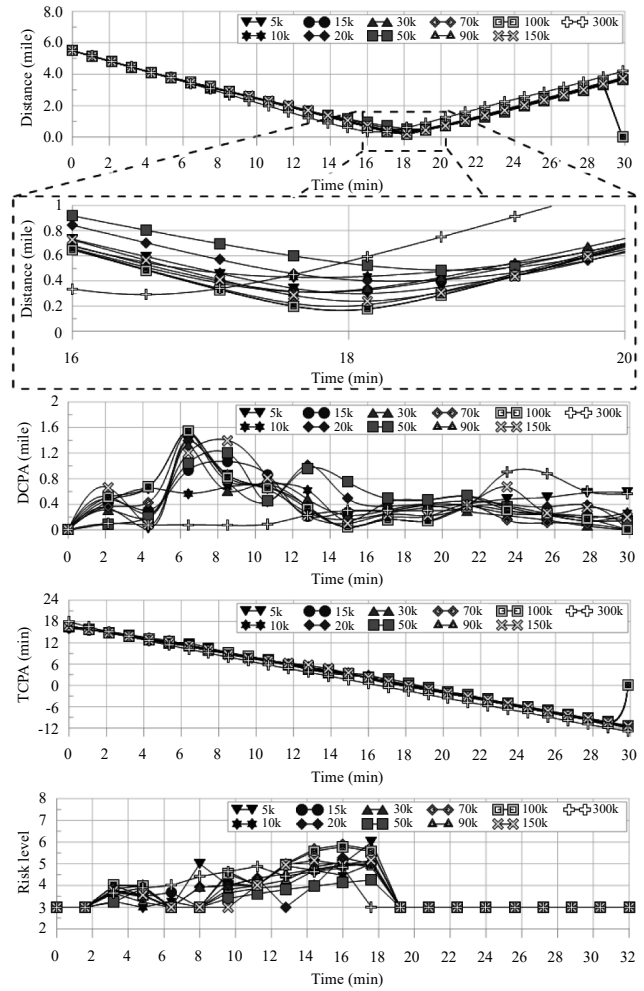 8.0
6.0
4.0
2.0
0.0
Distance (mile)
5k 15k 30k 70k 100k 300k
10k 20k 50k 90k 150k
0 2 4 6 8 10 12 14 16 18 20 22 24 26 28 30
Time (min)
1
0.8
0.6
0.4
0.2
0
Distance (mile)
16 18 20
Time (min)
2
1.6
1.2
0.8
0.4
0
DCPA (mile)
5k 15k 30k 70k 100k 300k
10k 20k 50k 90k 150k
0 2 4 6 8 10 12 14 16 18 20 22 24 26 28 30
Time (min)
24
18
12
6
0
-6
-12
TCPA (min)
5k 15k 30k 70k 100k 300k
10k 20k 50k 90k 150k
0 2 4 6 8 10 12 14 16 18 20 22 24 26 28 30
Time (min)
8
7
6
5
4
3
2
Risk level
5k 15k 30k 70k 100k 300k
10k 20k 50k 90k 150k
0 2 4 6 8 10 12 14 16 18 20 22 24 26 28 30 32
Time (min)